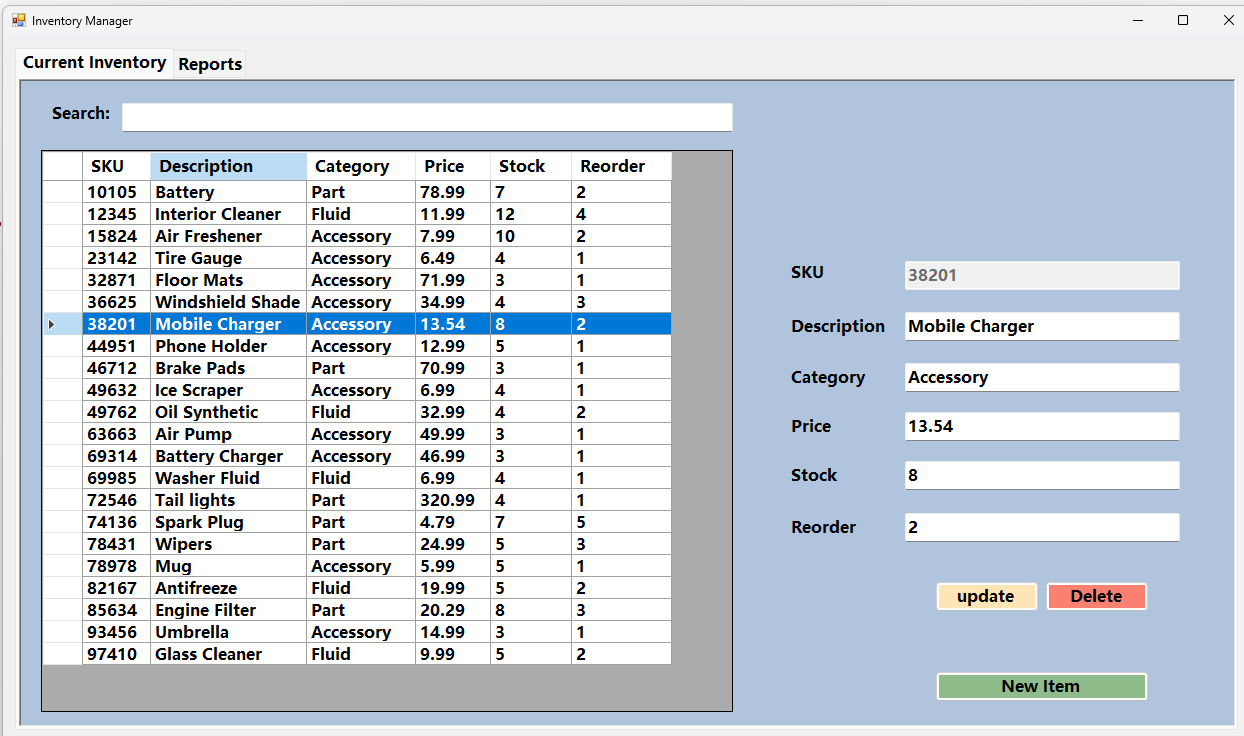 Inventory Manager
Current Inventory Reports
Search:
SKU Description Category Price Stock Reorder
10105 Battery Part 78.99 7 2
12345 Interior Cleaner Fluid 11.99 12 4
15824 Air Freshener Accessory 7.99 10 2
23142 Tire Gauge Accessory 6.49 4 1
32871 Floor Mats Accessory 71.99 3 1
36625 Windshield Shade Accessory 34.99 4 3
38201 Mobile Charger Accessory 13.54 8 2
44951 Phone Holder Accessory 12.99 5 1
46712 Brake Pads Part 70.99 3 1
49632 Ice Scraper Accessory 6.99 4 1
49762 Oil Synthetic Fluid 32.99 4 2
63663 Air Pump Accessory 49.99 3 1
69314 Battery Charger Accessory 46.99 3 1
69985 Washer Fluid Fluid 6.99 4 1
72546 Tail lights Part 320.99 4 1
74136 Spark Plug Part 4.79 7 5
78431 Wipers Part 24.99 5 3
78978 Mug Accessory 5.99 5 1
82167 Antifreeze Fluid 19.99 5 2
85634 Engine Filter Part 20.29 8 3
93456 Umbrella Accessory 14.99 3 1
97410 Glass Cleaner Fluid 9.99 5 2
SKU 38201
Description Mobile Charger
Category Accessory
Price 13.54
Stock 8
Reorder 2
update Delete
New Item